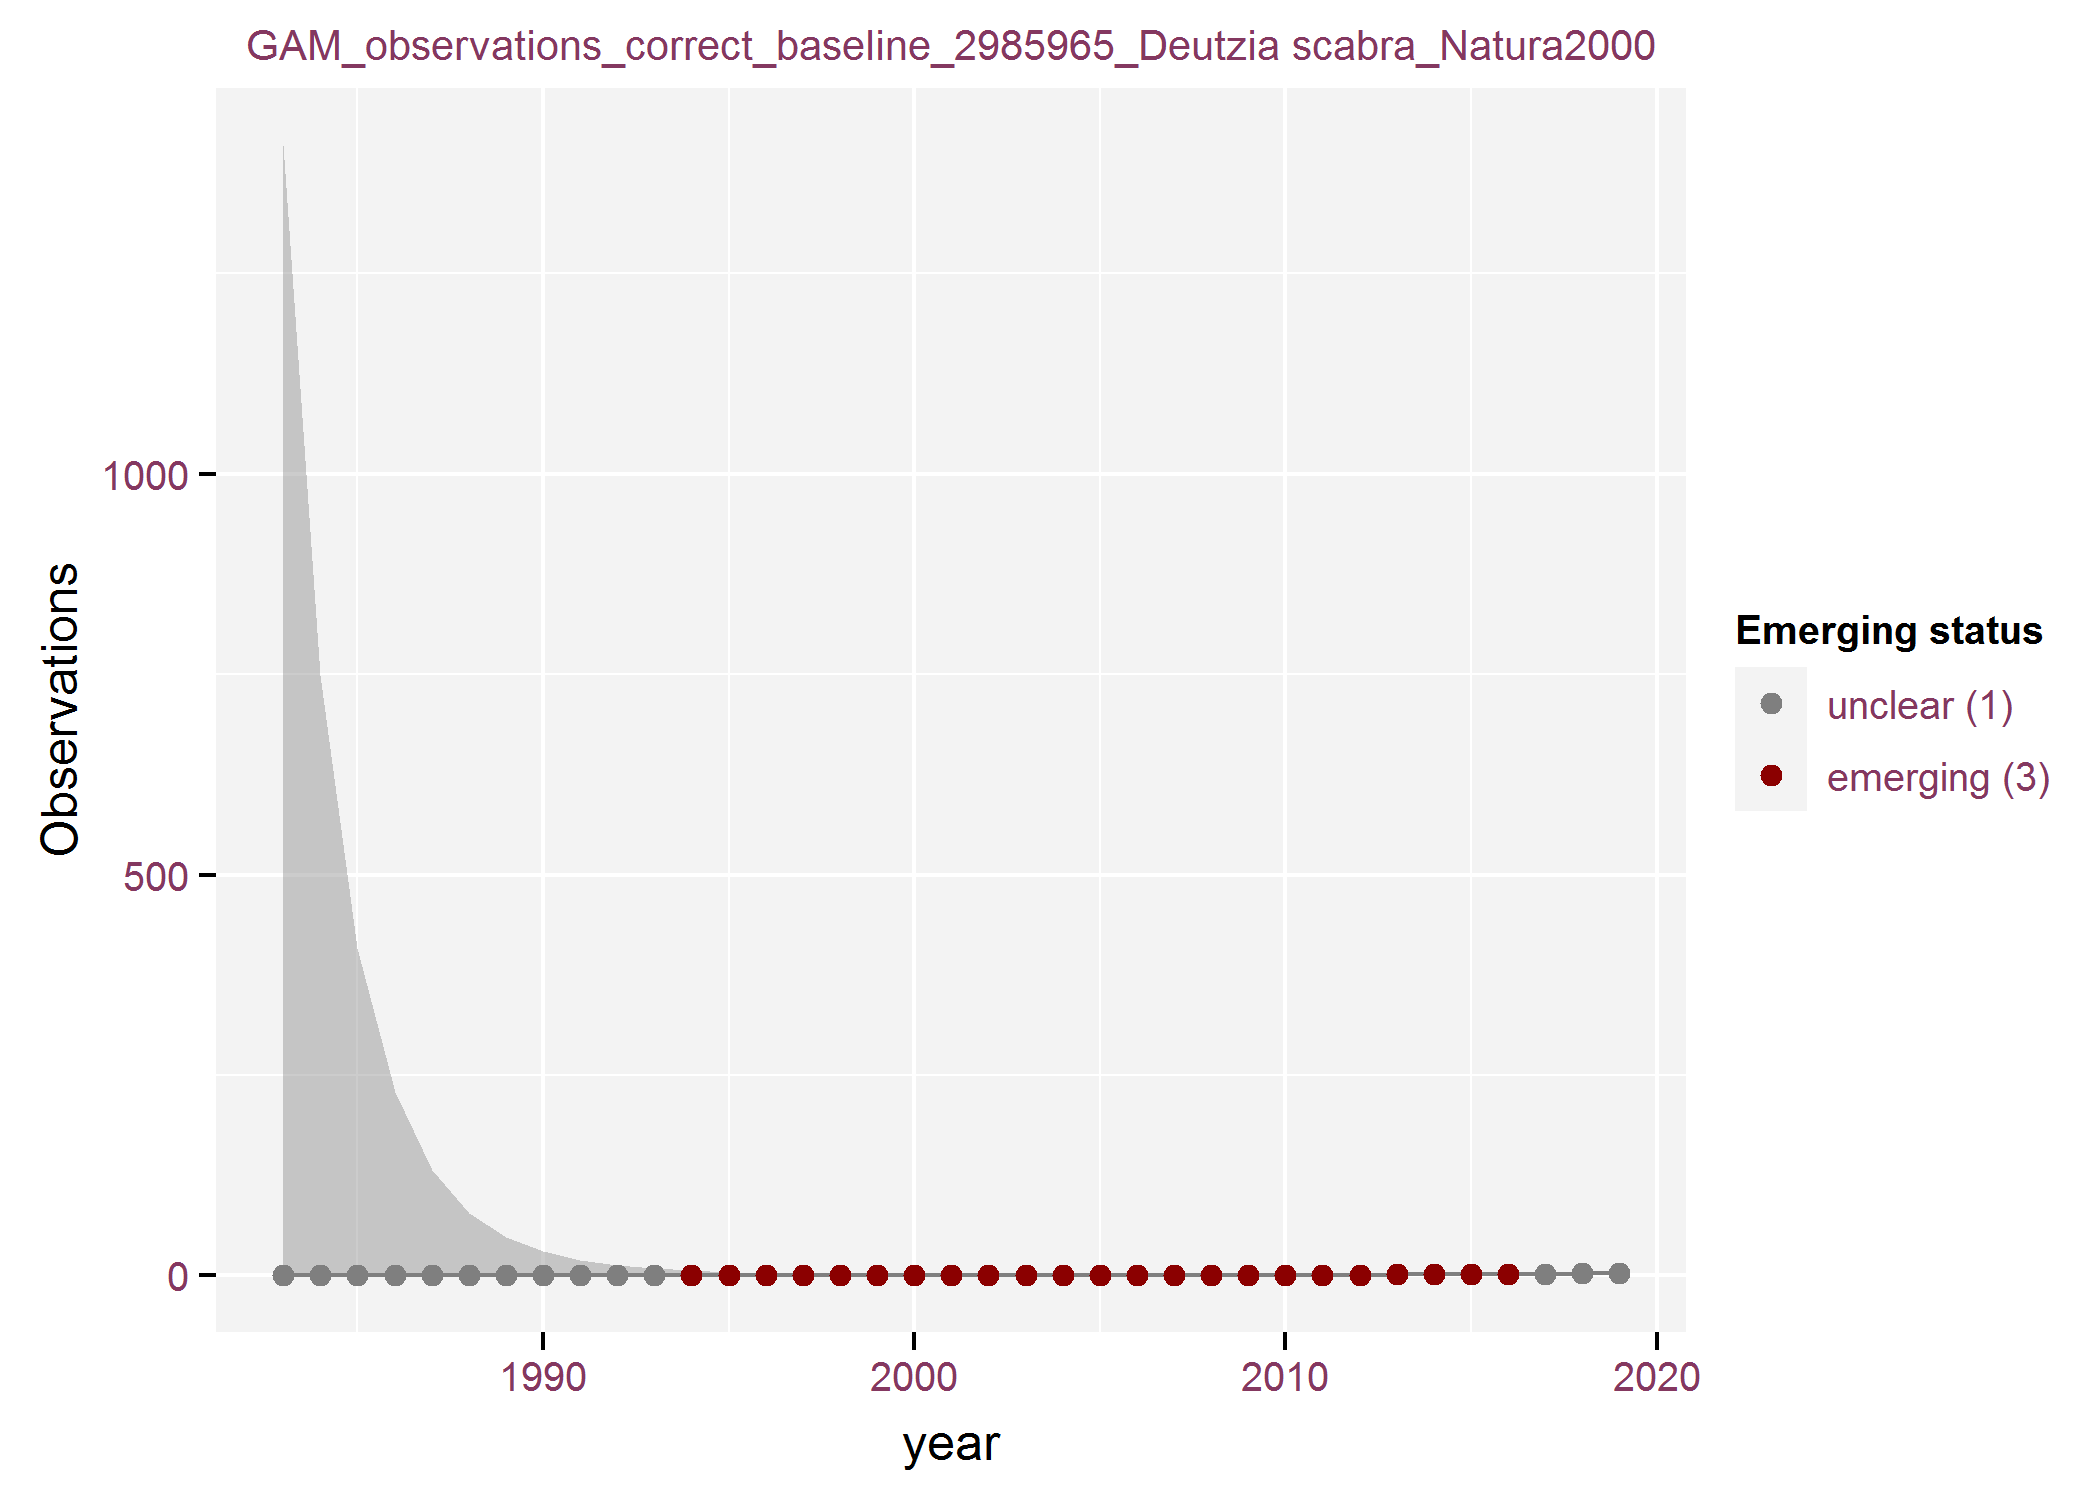 GAM_observations_correct_baseline_2985965_Deutzia scabra_Natura2000
Observations
1000
500
0
1990
2000
2010
2020
year
Emerging status
unclear (1)
emerging (3)